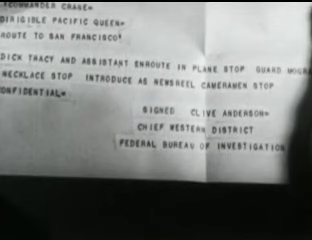 COMMANDER CRANE=
DIRIGIBLE PACIFIC QUEEN=
ROUTE TO SAN FRANCISCO
DICK TRACY AND ASSISTANT ENROUTE IN PLANE STOP GUARD
NECKLACE STOP INTRODUCE AS NEWSREEL CAMERAMEN STOP
ONFIDENTIAL=
SIGNED CLIVE ANDERSON=
CHIEF WESTERN DISTRICT
FEDERAL BUREAU OF INVESTIGATION